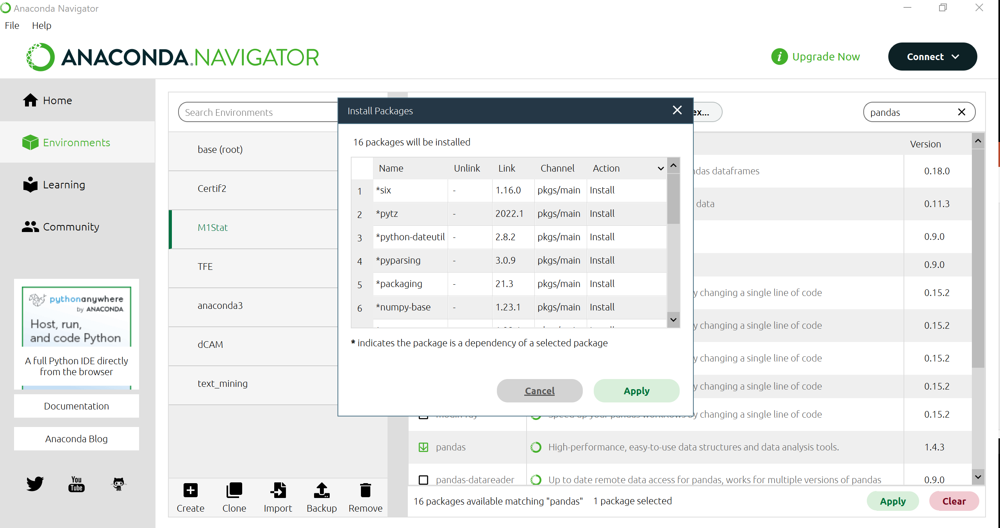 Anaconda Navigator
File Help
ANACONDA.NAVIGATOR
Upgrade Now
Connect
Home
Environments
Learning
Community
pythonanywhere
by ANACONDA
Host, run,
and code Python
A full Python IDE directly
from the browser
Documentation
Anaconda Blog
You
Tube
Search Environments
base (root)
Certif2
M1Stat
TFE
anaconda3
dCAM
text_mining
Create Clone Import Backup Remove
Install Packages
16 packages will be installed
Name Unlink Link Channel Action
1 *six - 1.16.0 pkgs/main Install
2 *pytz - 2022.1 pkgs/main Install
3 *python-dateutil - 2.8.2 pkgs/main Install
4 *pyparsing - 3.0.9 pkgs/main Install
5 *packaging - 21.3 pkgs/main Install
6 *numpy-base - 1.23.1 pkgs/main Install
* indicates the package is a dependency of a selected package
Cancel Apply
ex...
pandas
Version
dataframes 0.18.0
data 0.11.3
0.9.0
0.9.0
changing a single line of code 0.15.2
changing a single line of code 0.15.2
changing a single line of code 0.15.2
changing a single line of code 0.15.2
changing a single line of code 0.15.2
pandas High-performance, easy-to-use data structures and data analysis tools. 1.4.3
pandas-datareader Up to date remote data access for pandas, works for multiple versions of pandas 0.9.0
16 packages available matching "pandas" 1 package selected
Apply Clear